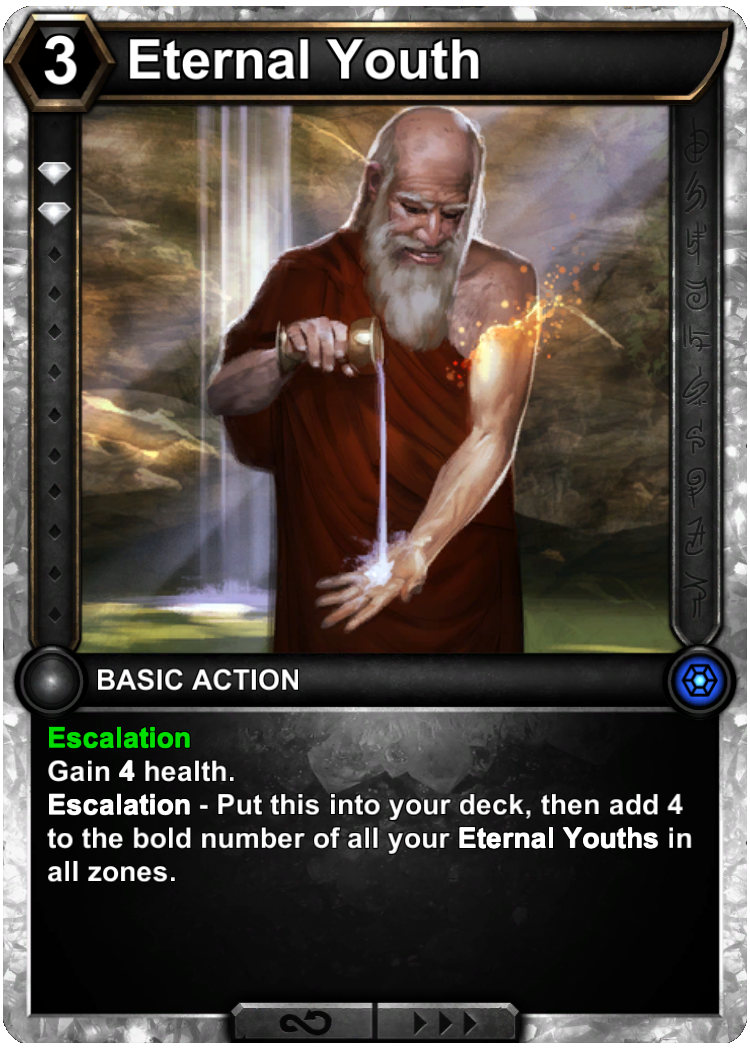 3 Eternal Youth
BASIC ACTION
Escalation
Gain 4 health.
Escalation - Put this into your deck, then add 4
to the bold number of all your Eternal Youths in
all zones.